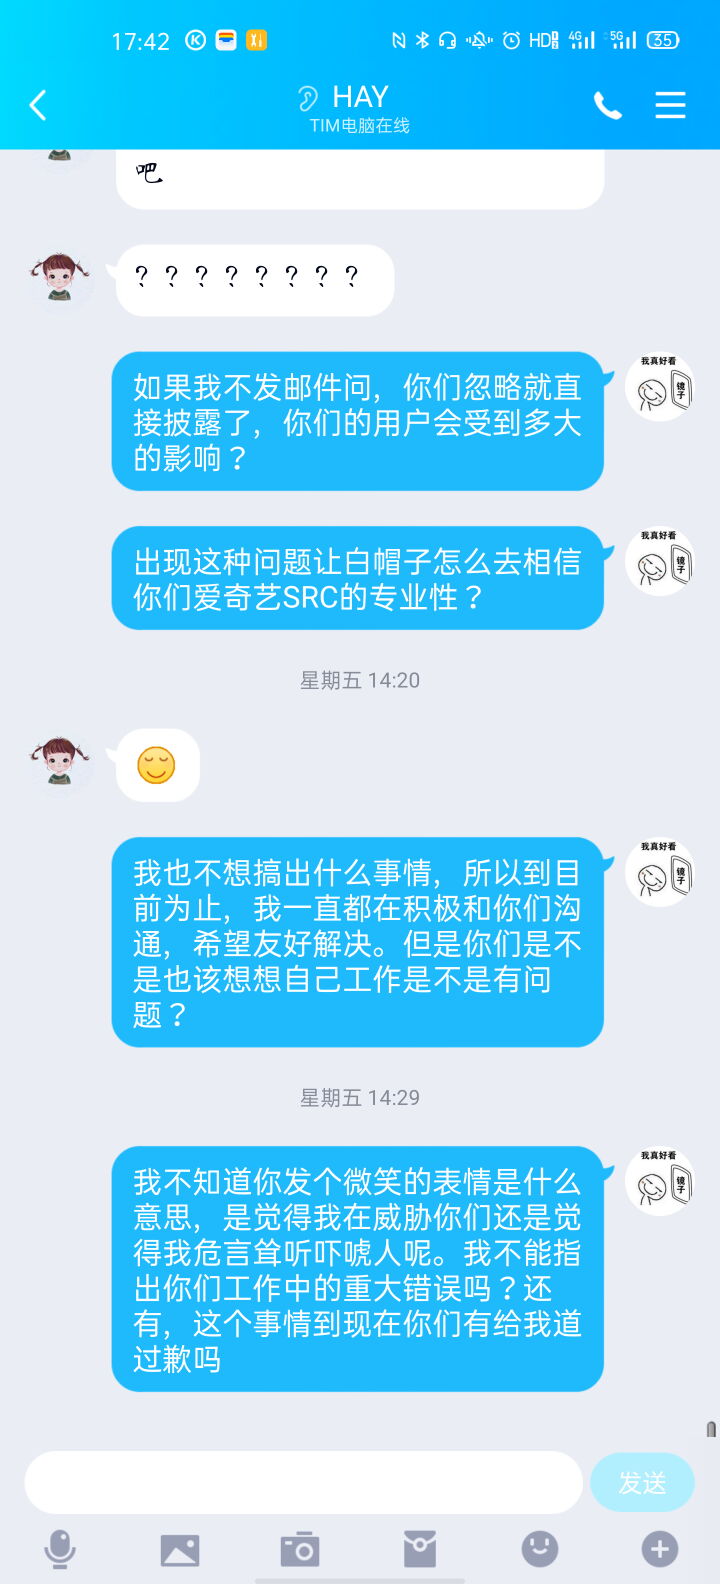 17:42
HD 4G 5G 35
HAY
TIM电脑在线
吧
？？？？？？？？
我真好看
镜子
如果我不发邮件问，你们忽略就直
接披露了，你们的用户会受到多大
的影响？
我真好看
镜子
出现这种问题让白帽子怎么去相信
你们爱奇艺SRC的专业性？
星期五 14:20
我真好看
镜子
我也不想搞出什么事情，所以到目
前为止，我一直都在积极和你们沟
通，希望友好解决。但是你们是不
是也该想想自己工作是不是有问
题？
星期五 14:29
我真好看
镜子
我不知道你发个微笑的表情是什么
意思，是觉得我在威胁你们还是觉
得我危言耸听吓唬人呢。我不能指
出你们工作中的重大错误吗？还
有，这个事情到现在你们有给我道
过歉吗
发送